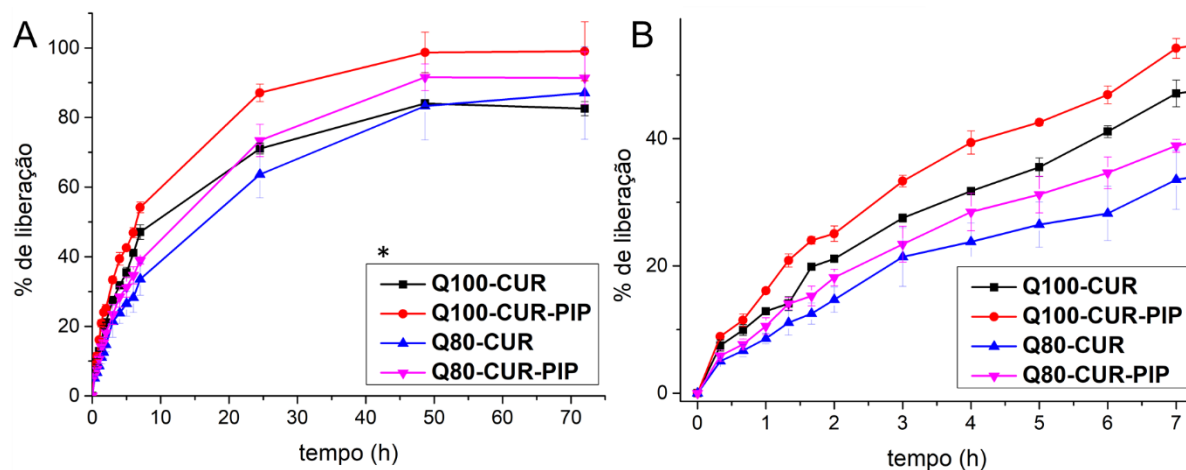 A
% de liberação
100
80
60
40
20
0
0 10 20 30 40 50 60 70
tempo (h)
*
Q100-CUR
Q100-CUR-PIP
Q80-CUR
Q80-CUR-PIP
B
% de liberação
40
20
0
0 1 2 3 4 5 6 7
tempo (h)
Q100-CUR
Q100-CUR-PIP
Q80-CUR
Q80-CUR-PIP